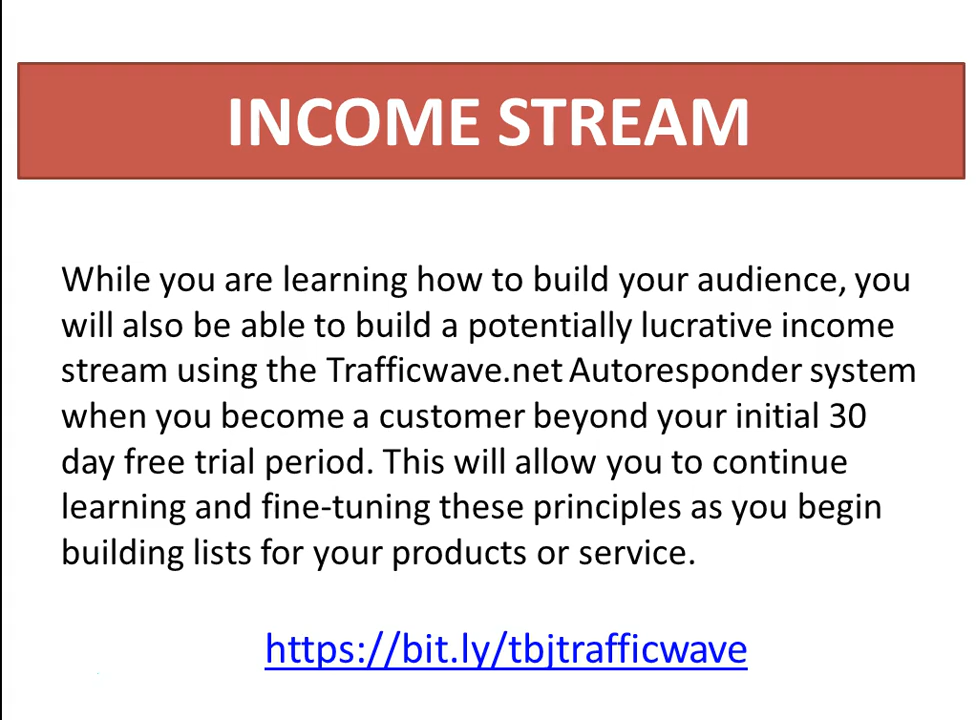 INCOME STREAM
While you are learning how to build your audience, you
will also be able to build a potentially lucrative income
stream using the Trafficwave.net Autoresponder system
when you become a customer beyond your initial 30
day free trial period. This will allow you to continue
learning and fine-tuning these principles as you begin
building lists for your products or service.
https://bit.ly/tbjtrafficwave